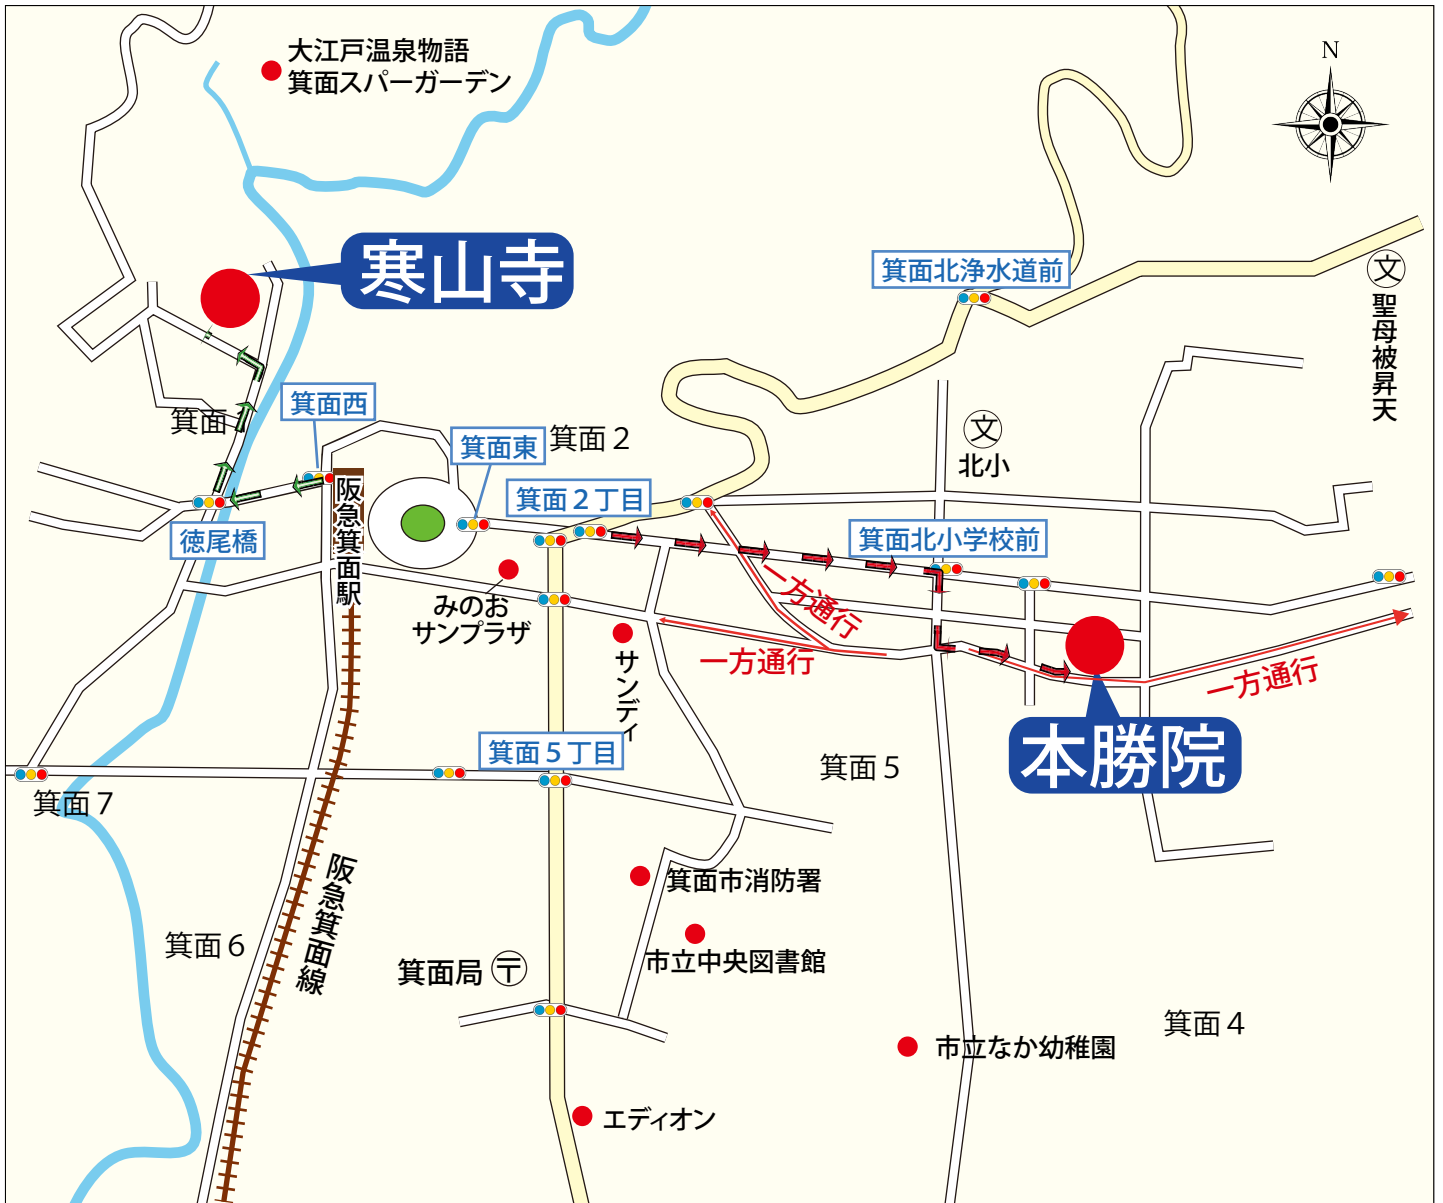 大江戸温泉物語
箕面スパーガーデン
N
寒山寺
箕面北浄水道前
文
聖母被昇天
箕面西
箕面
箕面東
箕面２
文
北小
箕面２丁目
徳尾橋
阪急箕面駅
箕面北小学校前
みのお
サンプラザ
一方通行
サンディ
一方通行
一方通行
本勝院
箕面５丁目
箕面５
箕面７
阪急箕面線
箕面市消防署
箕面６
市立中央図書館
箕面局 〒
箕面４
市立なか幼稚園
エディオン